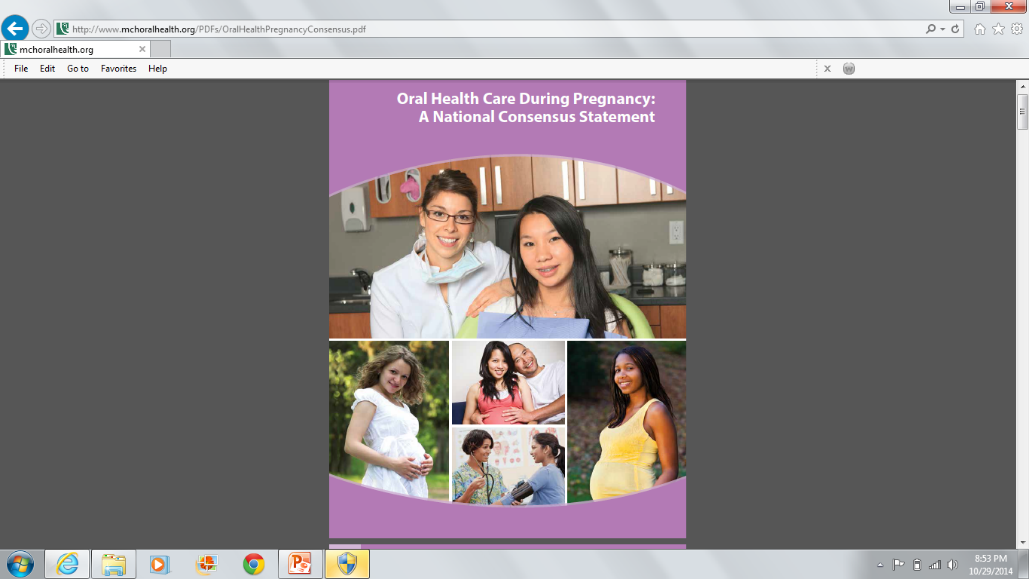 http://www.mchoralhealth.org/PDFs/OralHealthPregnancyConsensus.pdf
mchoralhealth.org
File Edit Go to Favorites Help
Oral Health Care During Pregnancy:
A National Consensus Statement
8:53 PM
10/29/2014